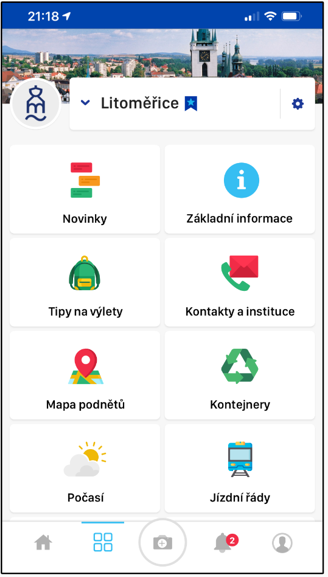 21:18
Litoměřice
Novinky
Základní informace
Tipy na výlety
Kontakty a instituce
Mapa podnětů
Kontejnery
Počasí
Jízdní řády
2